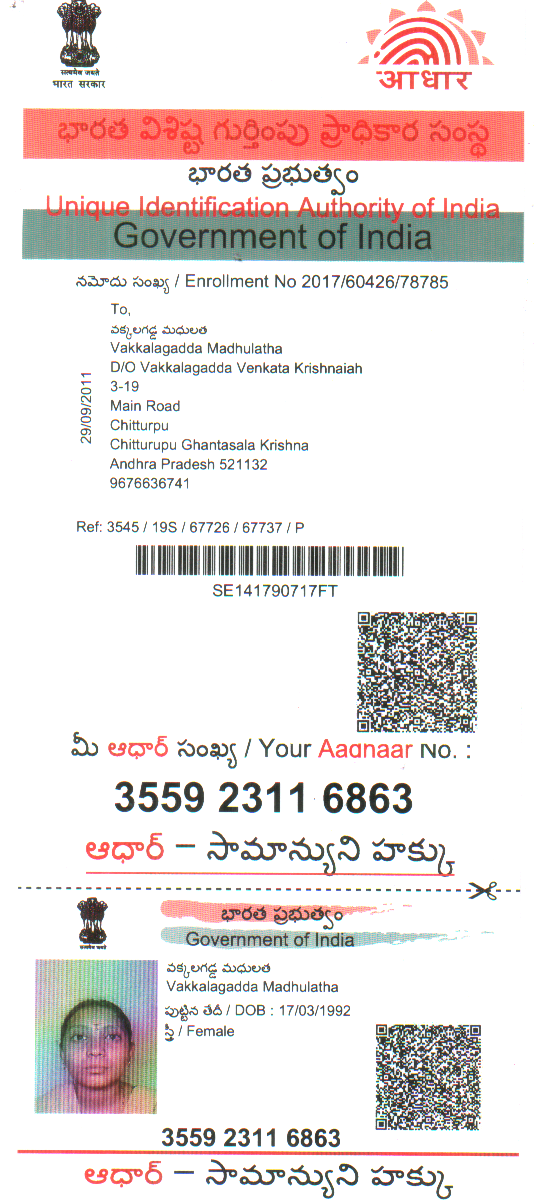 सत्यमेव जयते
भारत सरकार
आधार
భారత విశిష్ట గుర్తింపు ప్రాధికార సంస్థ
భారత ప్రభుత్వం
Unique Identification Authority of India
Government of India
నమోదు సంఖ్య / Enrollment No 2017/60426/78785
To,
వక్కలగడ్డ మధులత
Vakkalagadda Madhulatha
D/O Vakkalagadda Venkata Krishnaiah
3-19
Main Road
Chitturpu
Chitturupu Ghantasala Krishna
Andhra Pradesh 521132
9676636741
29/09/2011
Ref: 3545 / 19S / 67726 / 67737 / P
SE141790717FT
మీ ఆధార్ సంఖ్య / Your Aadhaar No. :
3559 2311 6863
ఆధార్ – సామాన్యుని హక్కు
భారత ప్రభుత్వం
Government of India
सत्यमेव जयते
వక్కలగడ్డ మధులత
Vakkalagadda Madhulatha
పుట్టిన తేదీ / DOB : 17/03/1992
స్త్రీ / Female
3559 2311 6863
ఆధార్ – సామాన్యుని హక్కు